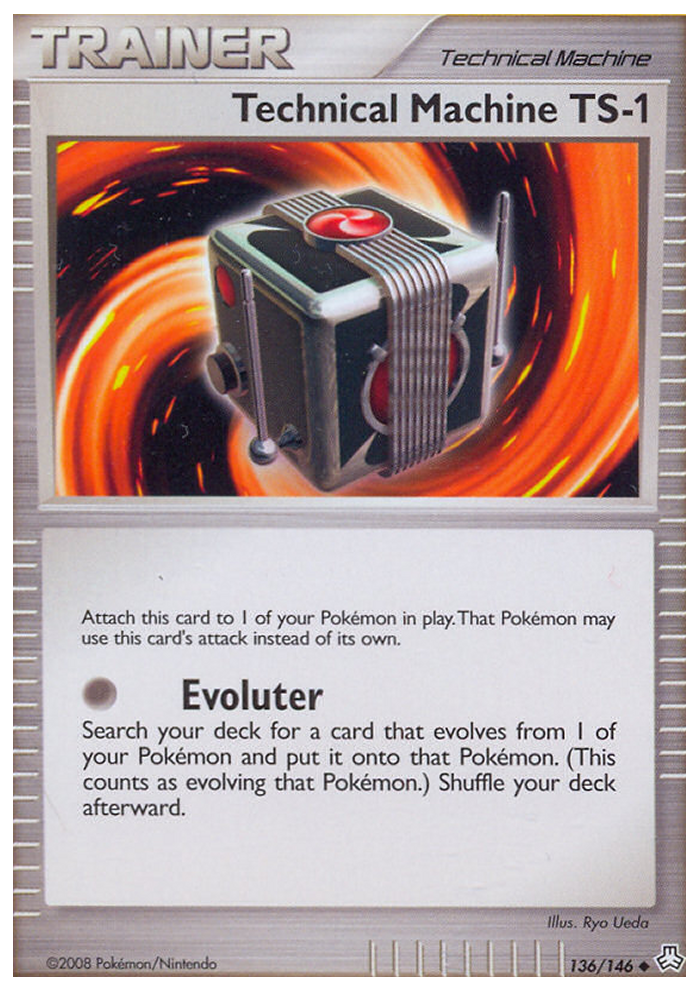 TRAINER
Technical Machine
Technical Machine TS-1
Attach this card to 1 of your Pokémon in play. That Pokémon may
use this card's attack instead of its own.
Evoluter
Search your deck for a card that evolves from 1 of
your Pokémon and put it onto that Pokémon. (This
counts as evolving that Pokémon.) Shuffle your deck
afterward.
Illus. Ryo Ueda
©2008 Pokémon/Nintendo
136/146